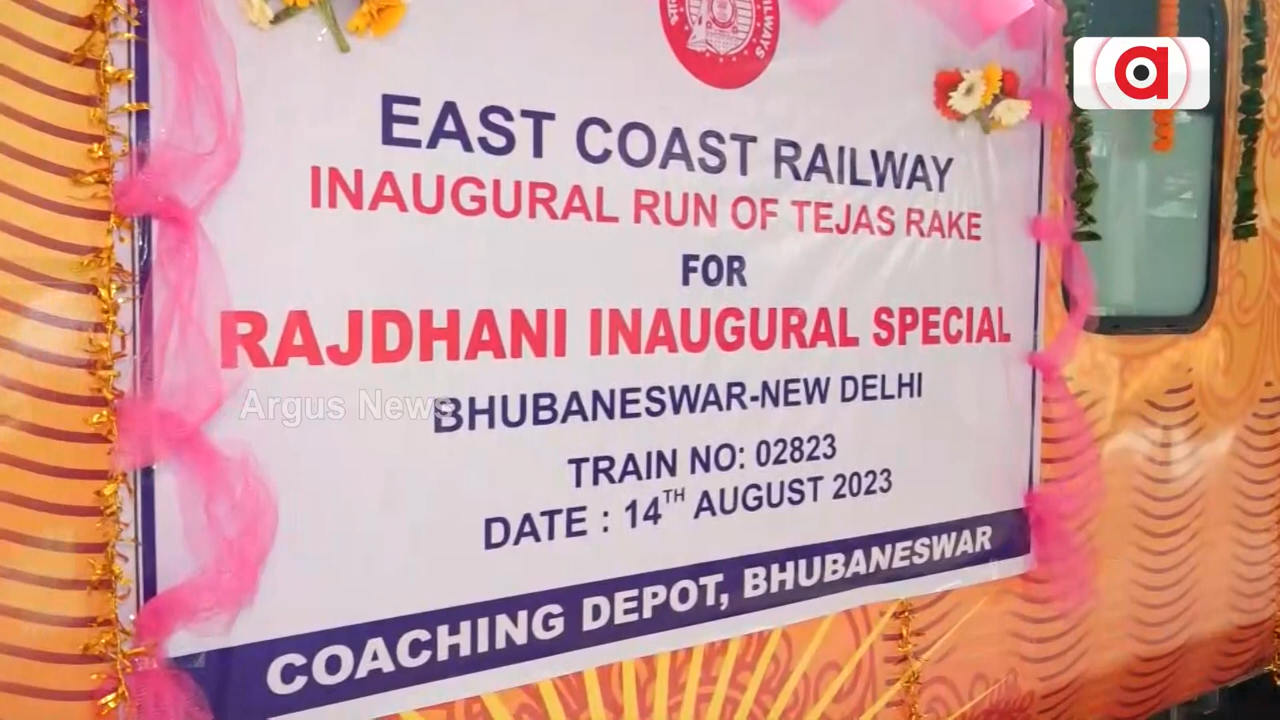 RAILWAYS
EAST COAST RAILWAY
INAUGURAL RUN OF TEJAS RAKE
FOR
RAJDHANI INAUGURAL SPECIAL
Argus News
BHUBANESWAR-NEW DELHI
TRAIN NO: 02823
DATE : 14TH AUGUST 2023
COACHING DEPOT, BHUBANESWAR
a